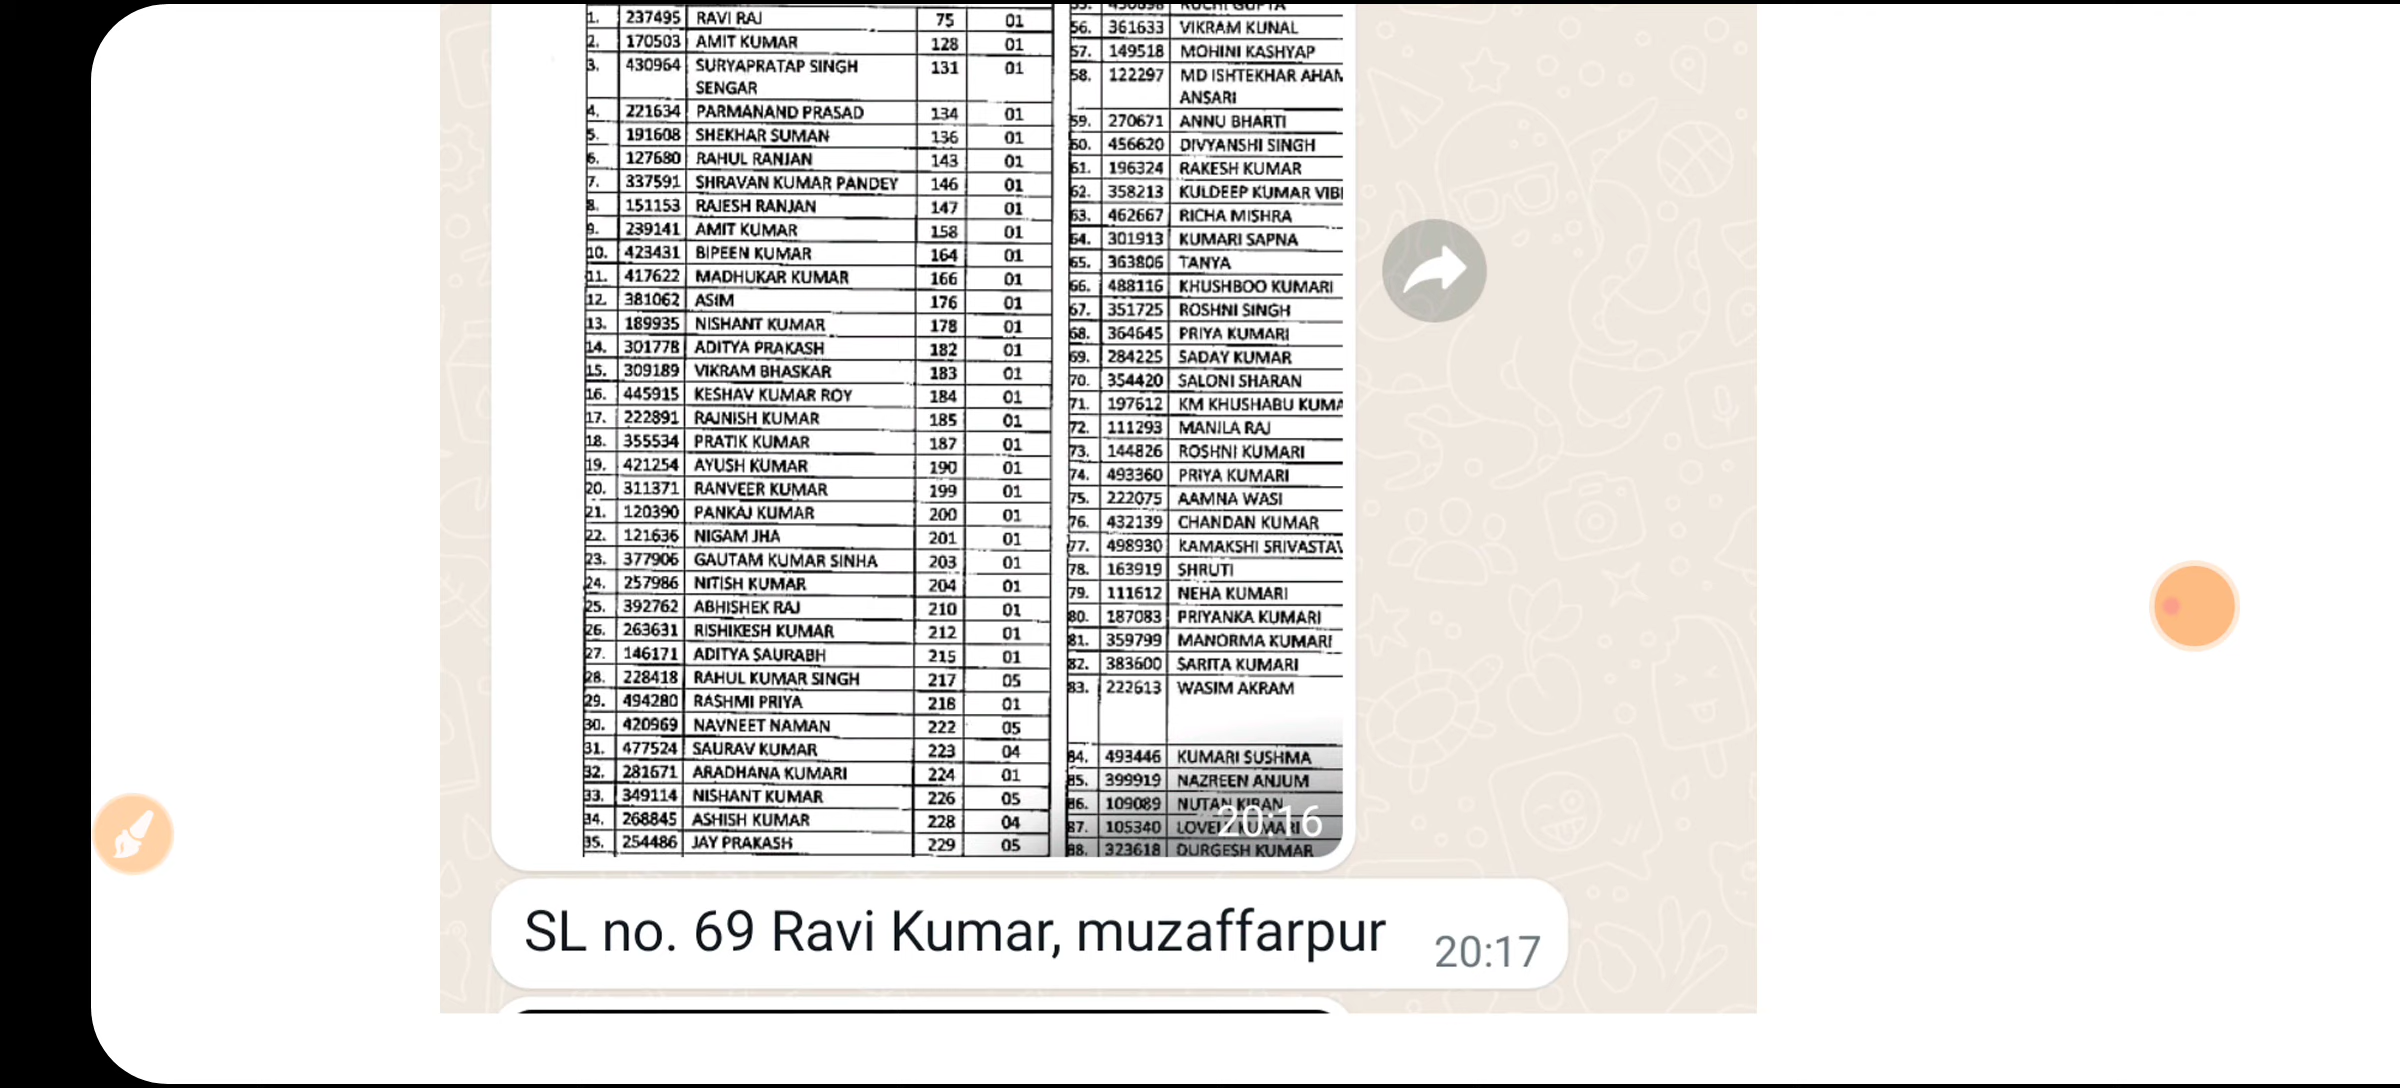 1. 237495 RAVI RAJ 75 01
2. 170503 AMIT KUMAR 128 01
3. 430964 SURYAPRATAP SINGH 131 01
SENGAR
4. 221634 PARMANAND PRASAD 134 01
5. 191608 SHEKHAR SUMAN 136 01
6. 127680 RAHUL RANJAN 143 01
7. 337591 SHRAVAN KUMAR PANDEY 146 01
8. 151153 RAJESH RANJAN 147 01
9. 239141 AMIT KUMAR 158 01
10. 423431 BIPEEN KUMAR 164 01
11. 417622 MADHUKAR KUMAR 166 01
12. 381062 ASIM 176 01
13. 189935 NISHANT KUMAR 178 01
14. 301778 ADITYA PRAKASH 182 01
15. 309189 VIKRAM BHASKAR 183 01
16. 445915 KESHAV KUMAR ROY 184 01
17. 222891 RAJNISH KUMAR 185 01
18. 355534 PRATIK KUMAR 187 01
19. 421254 AYUSH KUMAR 190 01
20. 311371 RANVEER KUMAR 199 01
21. 120390 PANKAJ KUMAR 200 01
22. 121636 NIGAM JHA 201 01
23. 377906 GAUTAM KUMAR SINHA 203 01
24. 257986 NITISH KUMAR 204 01
25. 392762 ABHISHEK RAJ 210 01
26. 263631 RISHIKESH KUMAR 212 01
27. 146171 ADITYA SAURABH 215 01
28. 228418 RAHUL KUMAR SINGH 217 05
29. 494280 RASHMI PRIYA 218 01
30. 420969 NAVNEET NAMAN 222 05
31. 477524 SAURAV KUMAR 223 04
32. 281671 ARADHANA KUMARI 224 01
33. 349114 NISHANT KUMAR 226 05
34. 268845 ASHISH KUMAR 228 04
35. 254486 JAY PRAKASH 229 05
55. 450898 RUCHI GUPTA
56. 361633 VIKRAM KUNAL
57. 149518 MOHINI KASHYAP
58. 122297 MD ISHTEKHAR AHAM
ANSARI
59. 270671 ANNU BHARTI
60. 456620 DIVYANSHI SINGH
61. 196324 RAKESH KUMAR
62. 358213 KULDEEP KUMAR VIB
63. 462667 RICHA MISHRA
64. 301913 KUMARI SAPNA
65. 363806 TANYA
66. 488116 KHUSHBOO KUMARI
67. 351725 ROSHNI SINGH
68. 364645 PRIYA KUMARI
69. 284225 SADAY KUMAR
70. 354420 SALONI SHARAN
71. 197612 KM KHUSHABU KUMA
72. 111293 MANILA RAJ
73. 144826 ROSHNI KUMARI
74. 493360 PRIYA KUMARI
75. 222075 AAMNA WASI
76. 432139 CHANDAN KUMAR
77. 498930 KAMAKSHI SRIVASTAV
78. 163919 SHRUTI
79. 111612 NEHA KUMARI
80. 187083 PRIYANKA KUMARI
81. 359799 MANORMA KUMARI
82. 383600 SARITA KUMARI
83. 222613 WASIM AKRAM
84. 493446 KUMARI SUSHMA
85. 399919 NAZREEN ANJUM
86. 109089 NUTAN KIRAN
87. 105340 KUMARI
88. 323618 DURGESH KUMAR
20:16
SL no. 69 Ravi Kumar, muzaffarpur
20:17